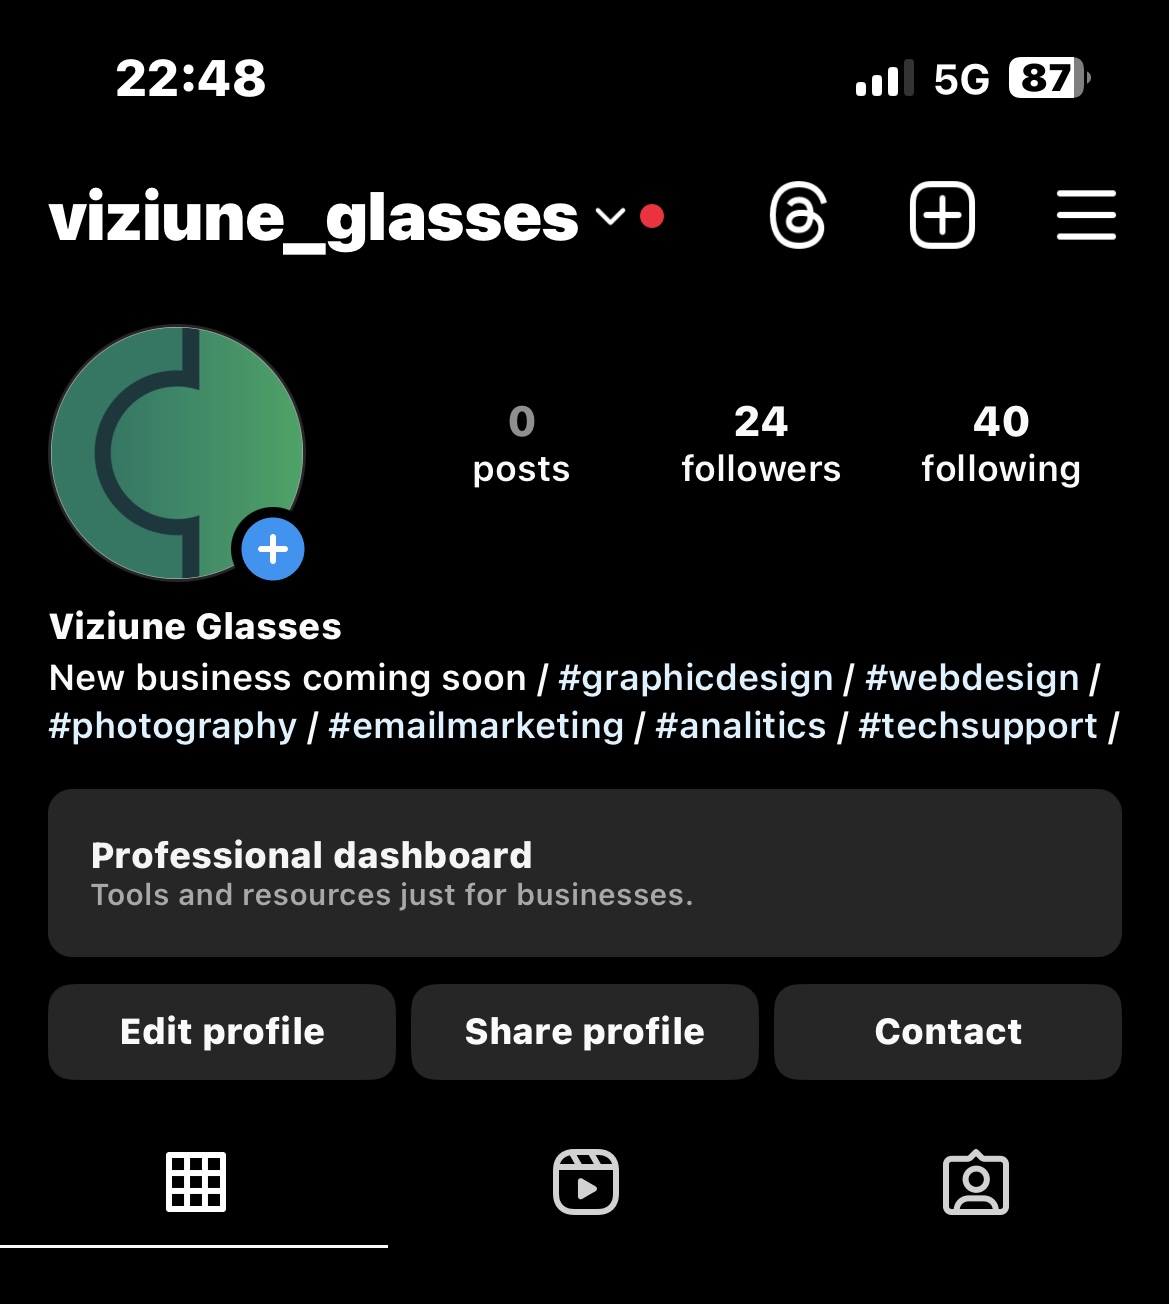 22:48 5G 87
viziune_glasses
0 24 40
posts followers following
Viziune Glasses
New business coming soon / #graphicdesign / #webdesign /
#photography / #emailmarketing / #analitics / #techsupport /
Professional dashboard
Tools and resources just for businesses.
Edit profile Share profile Contact